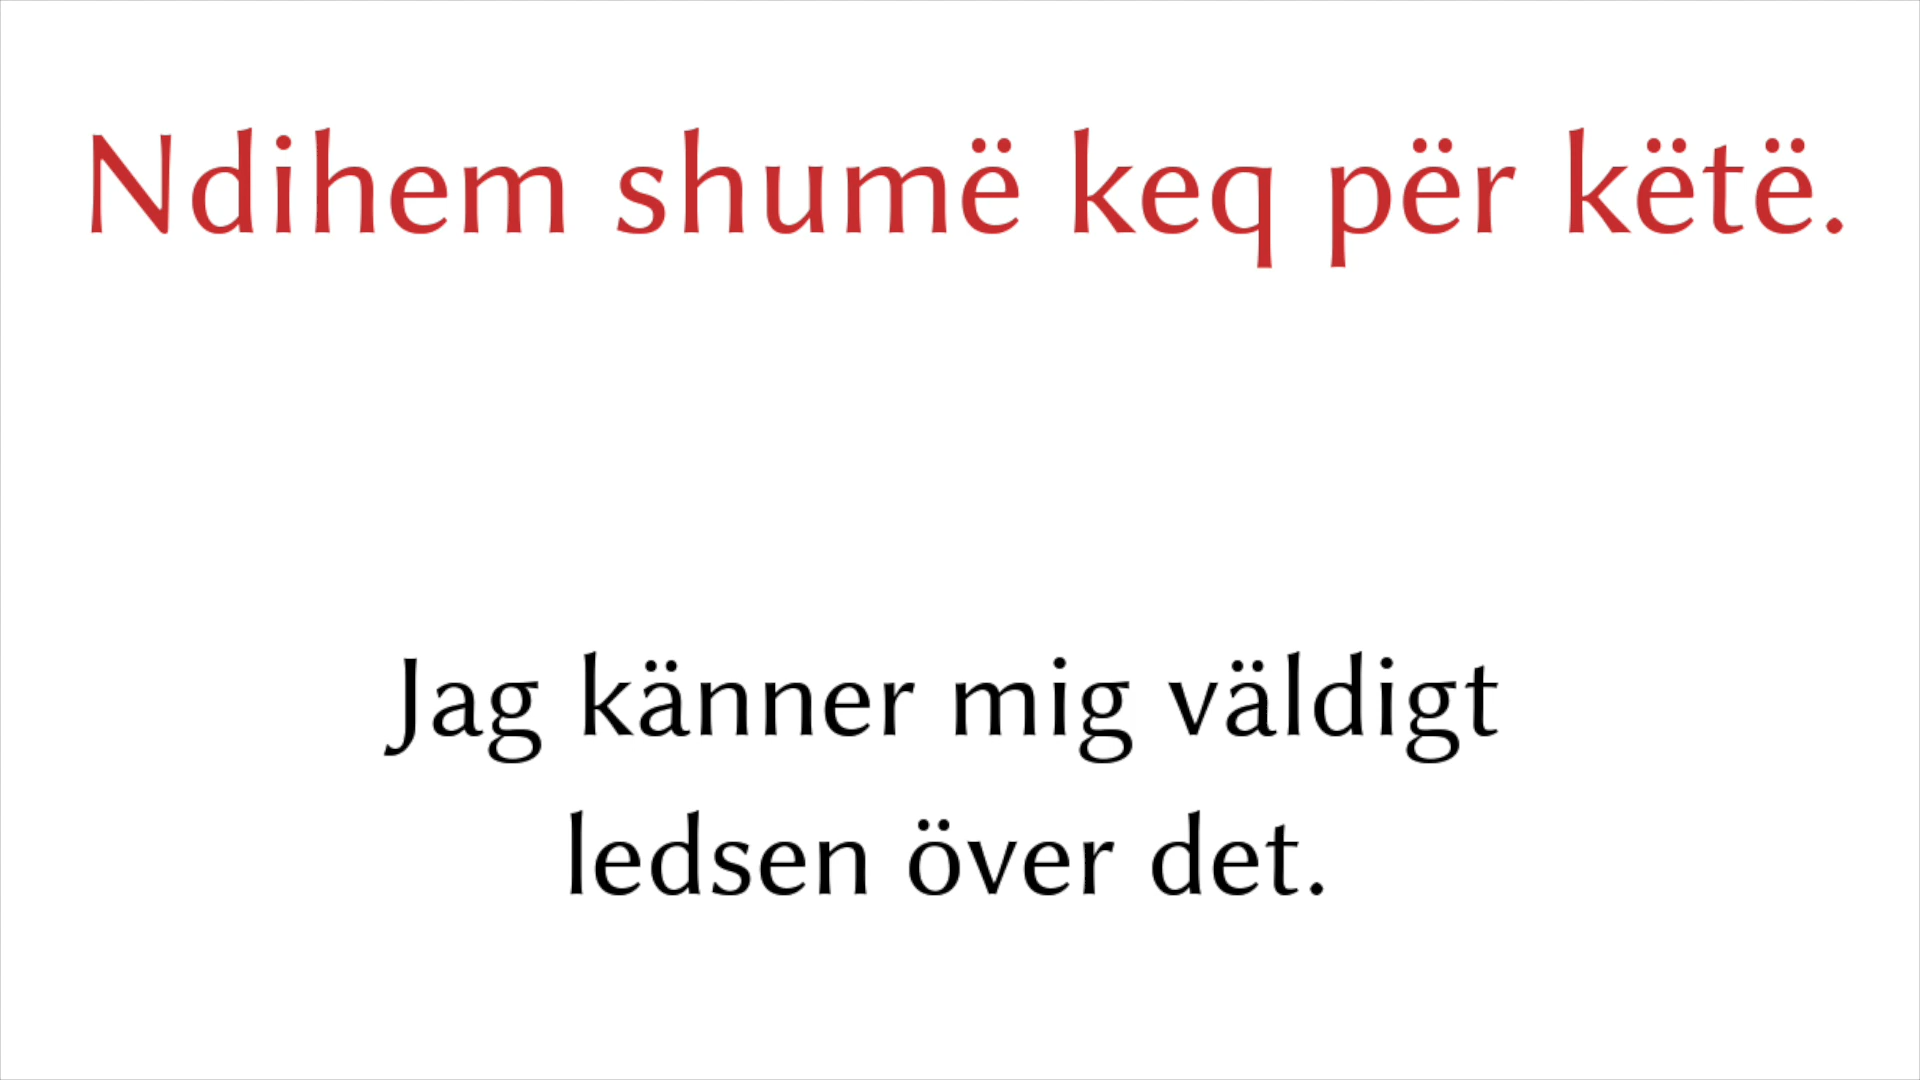 Ndihem shumë keq për këtë.
Jag känner mig väldigt
ledsen över det.